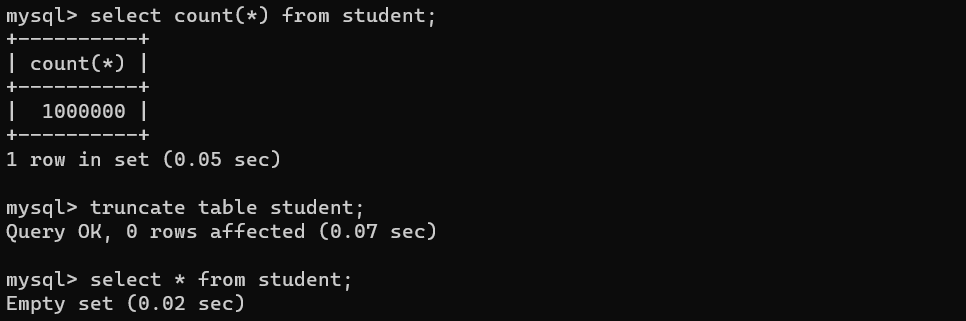 mysql> select count(*) from student;
+----------+
| count(*) |
+----------+
|  1000000 |
+----------+
1 row in set (0.05 sec)

mysql> truncate table student;
Query OK, 0 rows affected (0.07 sec)

mysql> select * from student;
Empty set (0.02 sec)